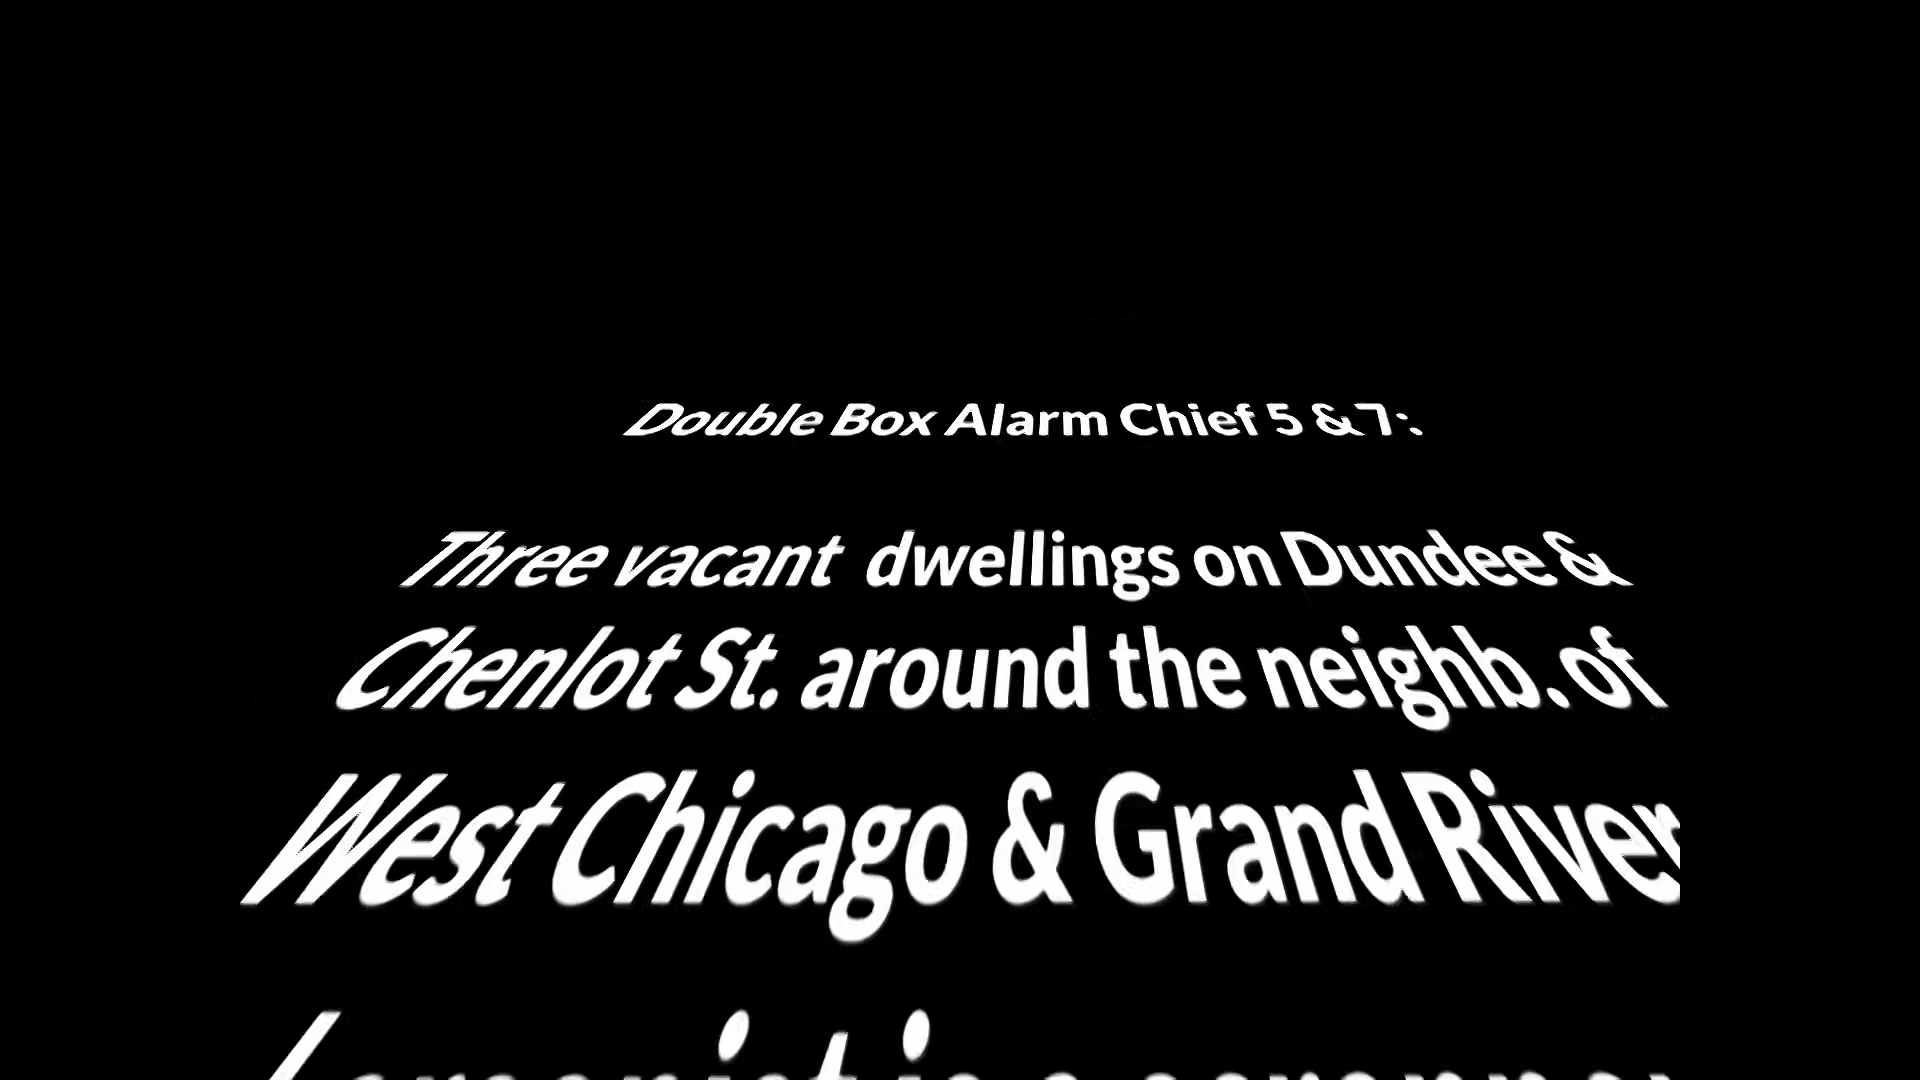 Double Box Alarm Chief 5 & 7:
Three vacant dwellings on Dundee &
Chenlot St. around the neighb. of
West Chicago & Grand River